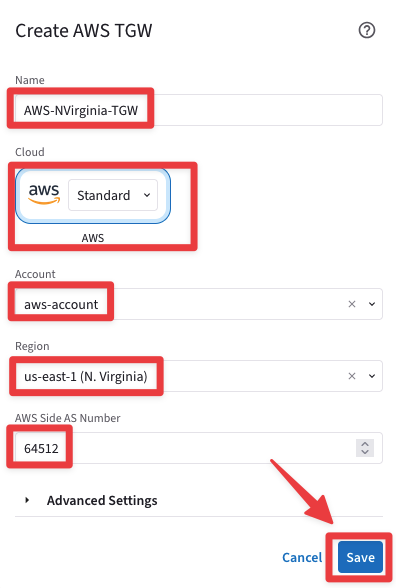 Create AWS TGW
Name
AWS-NVirginia-TGW
Cloud
aws
Standard
AWS
Account
aws-account
Region
us-east-1 (N. Virginia)
AWS Side AS Number
64512
Advanced Settings
Cancel Save